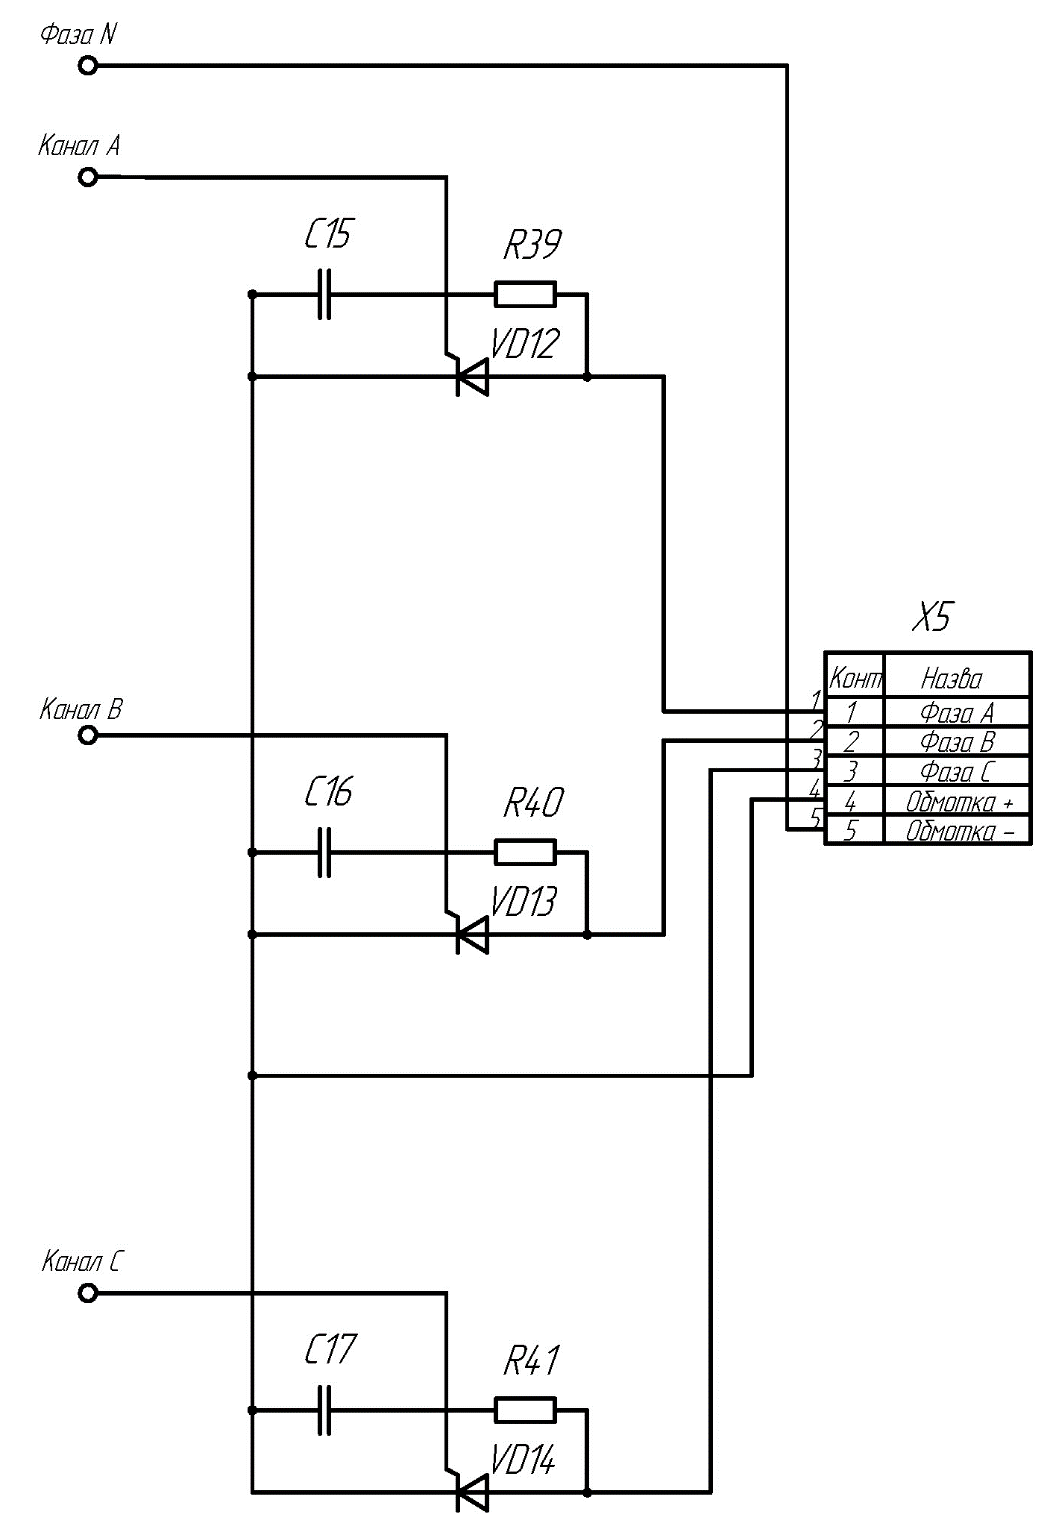 Фаза N
Канал A
C15
R39
VD12
X5
Конт Назва
1 1 Фаза A
2 2 Фаза B
3 3 Фаза C
4 4 Обмотка +
5 5 Обмотка -
Канал B
C16
R40
VD13
Канал C
C17
R41
VD14